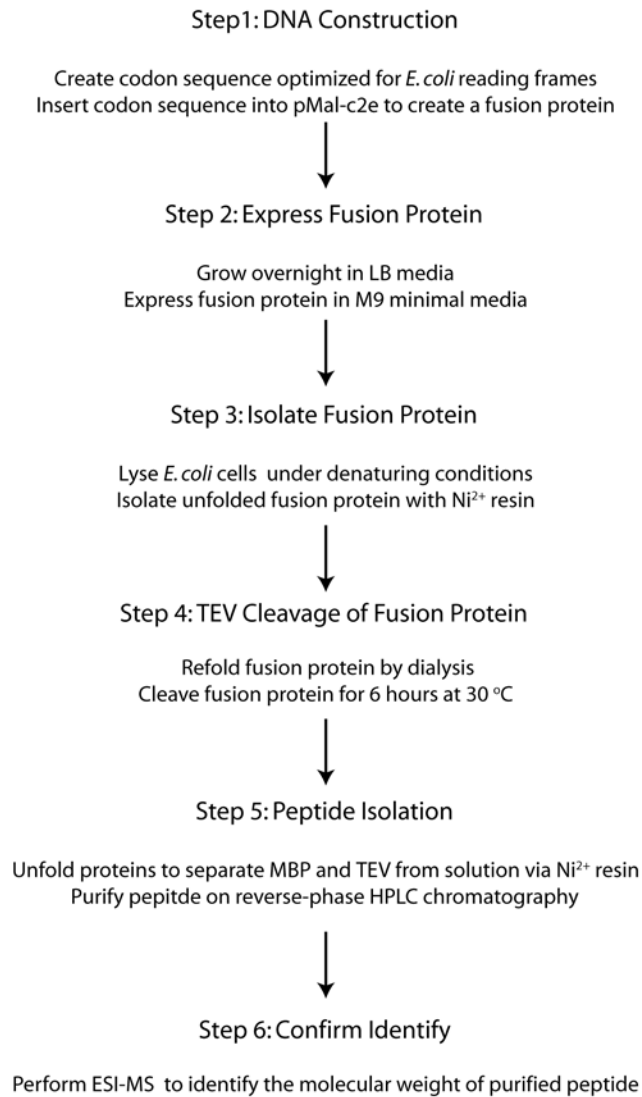 Step1: DNA Construction
Create codon sequence optimized for E. coli reading frames
Insert codon sequence into pMal-c2e to create a fusion protein
Step 2: Express Fusion Protein
Grow overnight in LB media
Express fusion protein in M9 minimal media
Step 3: Isolate Fusion Protein
Lyse E. coli cells under denaturing conditions
Isolate unfolded fusion protein with Ni²⁺ resin
Step 4: TEV Cleavage of Fusion Protein
Refold fusion protein by dialysis
Cleave fusion protein for 6 hours at 30 °C
Step 5: Peptide Isolation
Unfold proteins to separate MBP and TEV from solution via Ni²⁺ resin
Purify pepitde on reverse-phase HPLC chromatography
Step 6: Confirm Identify
Perform ESI-MS to identify the molecular weight of purified peptide